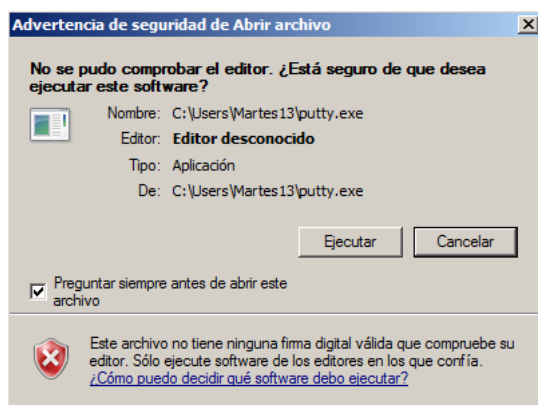 Advertencia de seguridad de Abrir archivo
No se pudo comprobar el editor. ¿Está seguro de que desea
ejecutar este software?
Nombre: C:\Users\Martes13\putty.exe
Editor: Editor desconocido
Tipo: Aplicación
De: C:\Users\Martes13\putty.exe
Ejecutar Cancelar
Preguntar siempre antes de abrir este
archivo
Este archivo no tiene ninguna firma digital válida que compruebe su
editor. Sólo ejecute software de los editores en los que confía.
¿Cómo puedo decidir qué software debo ejecutar?